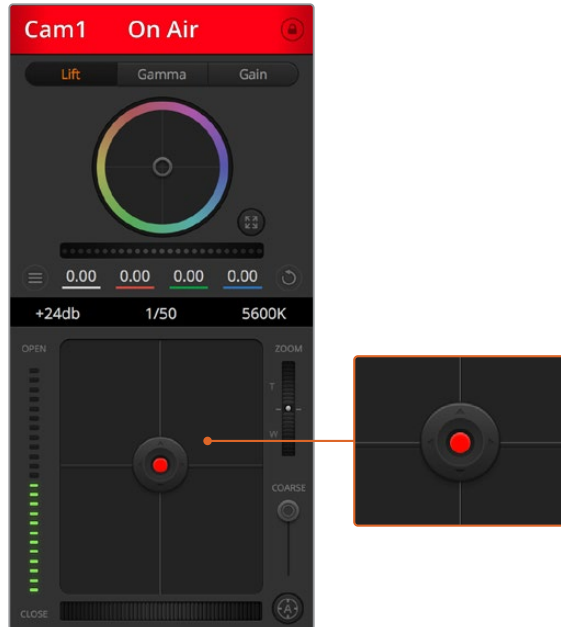 Cam1 On Air
Lift Gamma Gain
0.00 0.00 0.00 0.00
+24db 1/50 5600K
OPEN ZOOM
T
W
COARSE
CLOSE A